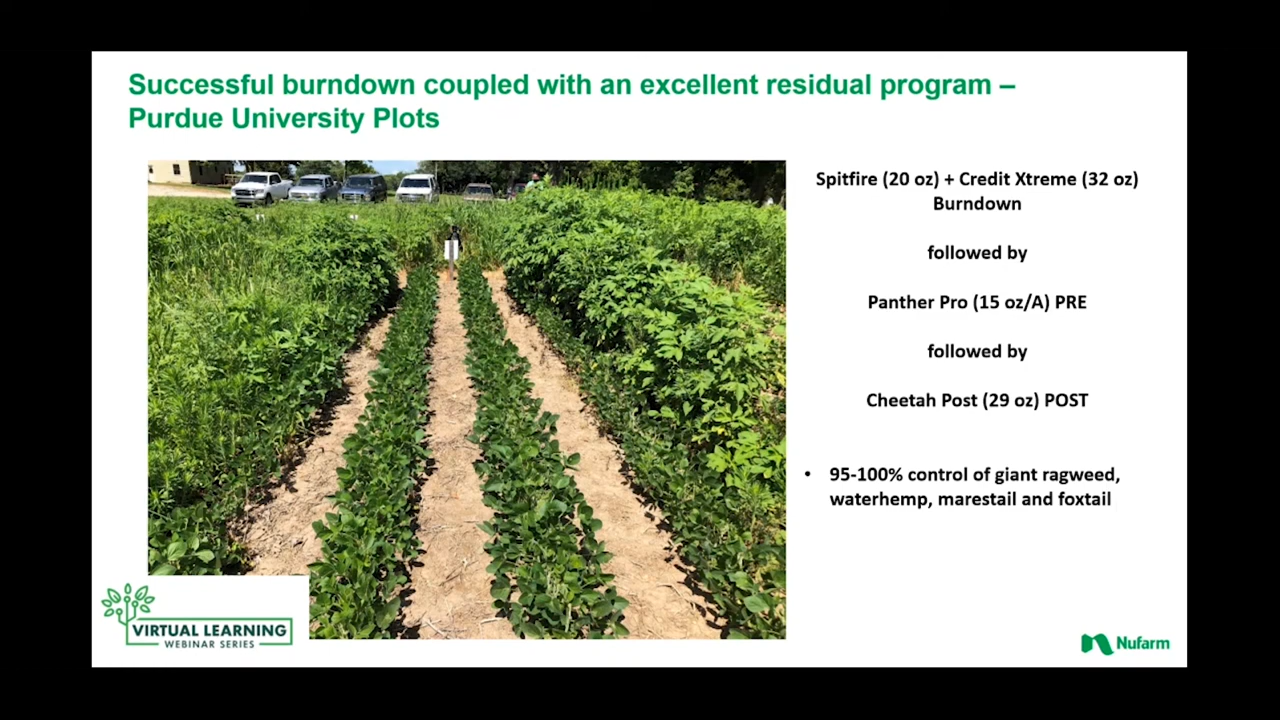 Successful burndown coupled with an excellent residual program –
Purdue University Plots
Spitfire (20 oz) + Credit Xtreme (32 oz)
Burndown
followed by
Panther Pro (15 oz/A) PRE
followed by
Cheetah Post (29 oz) POST
• 95-100% control of giant ragweed,
waterhemp, marestail and foxtail
VIRTUAL LEARNING
WEBINAR SERIES
Nufarm